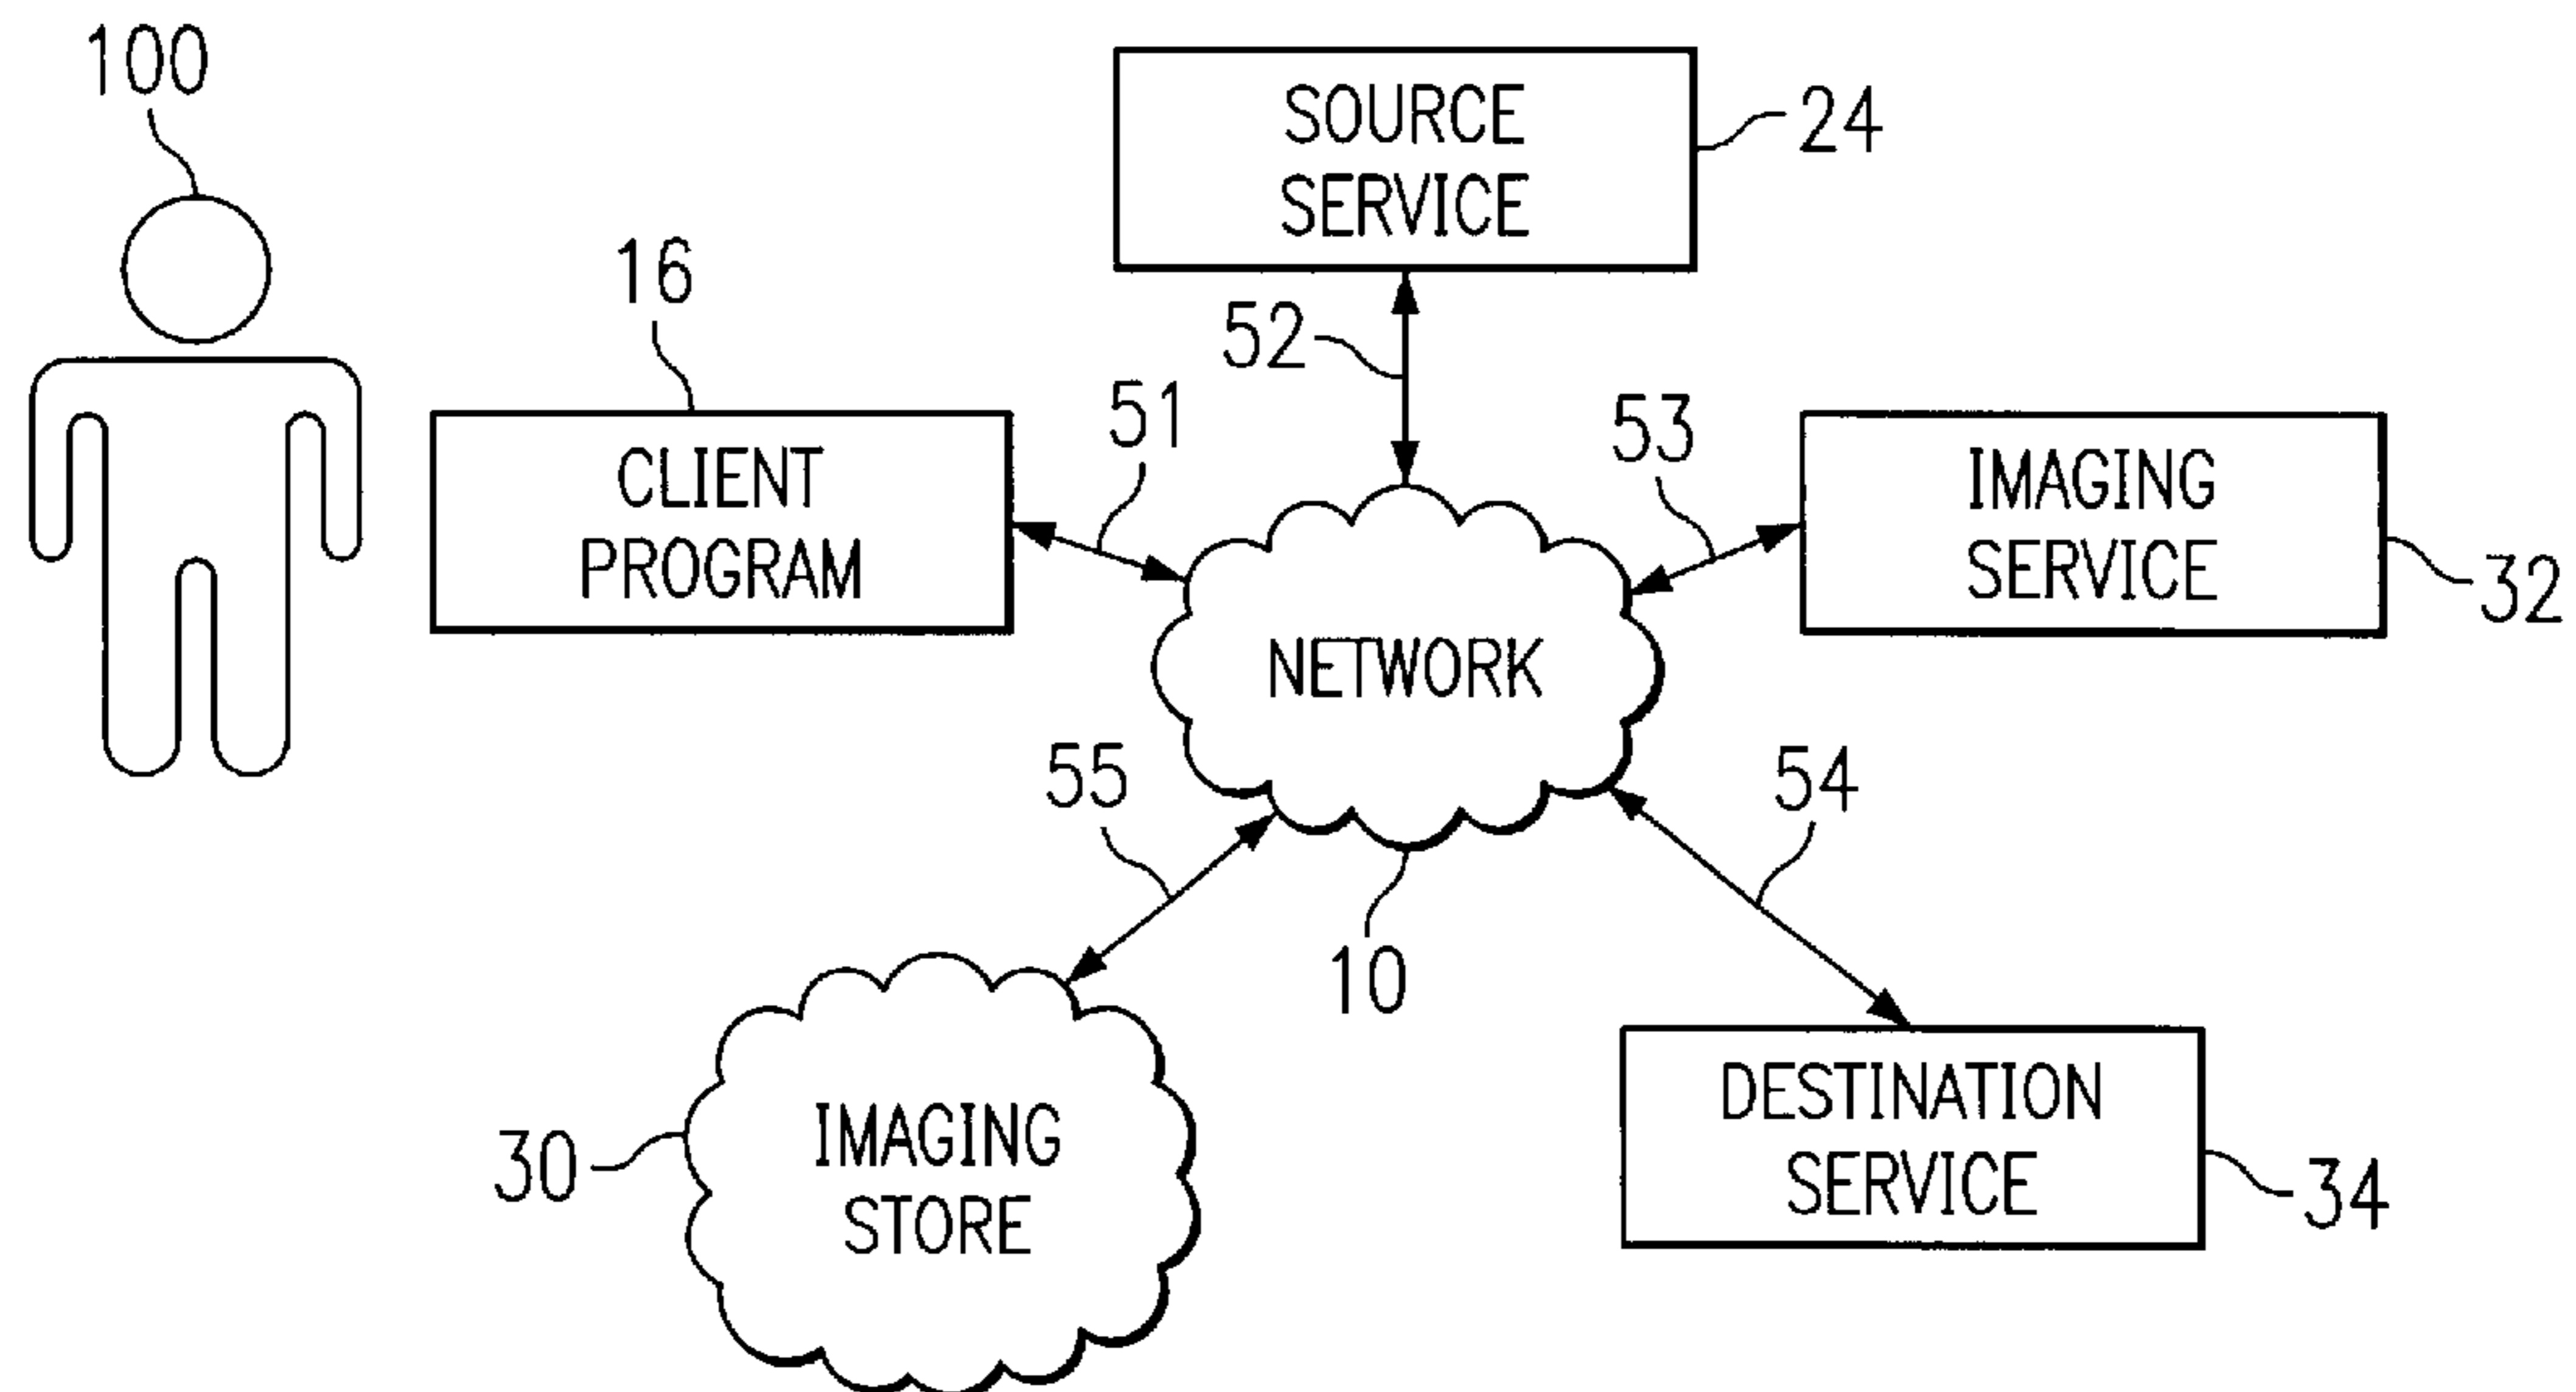 100
SOURCE
SERVICE
24
16
52
CLIENT
PROGRAM
51
53
IMAGING
SERVICE
32
NETWORK
55
54
10
30
IMAGING
STORE
DESTINATION
SERVICE
34